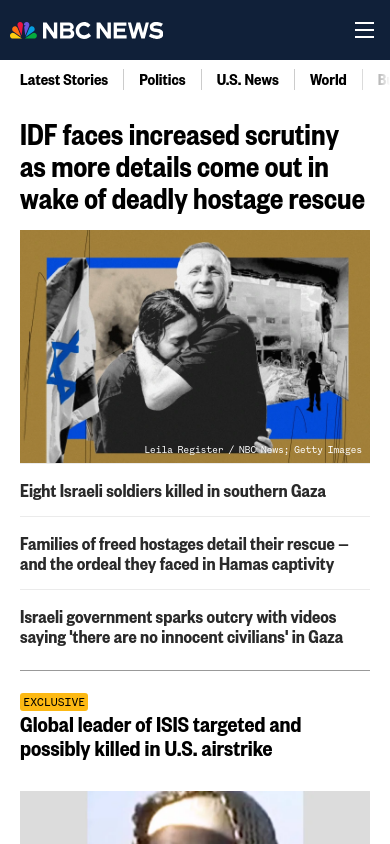 NBC NEWS
Latest Stories
Politics
U.S. News
World
IDF faces increased scrutiny
as more details come out in
wake of deadly hostage rescue
Leila Register / NBC News; Getty Images
Eight Israeli soldiers killed in southern Gaza
Families of freed hostages detail their rescue —
and the ordeal they faced in Hamas captivity
Israeli government sparks outcry with videos
saying 'there are no innocent civilians' in Gaza
EXCLUSIVE
Global leader of ISIS targeted and
possibly killed in U.S. airstrike